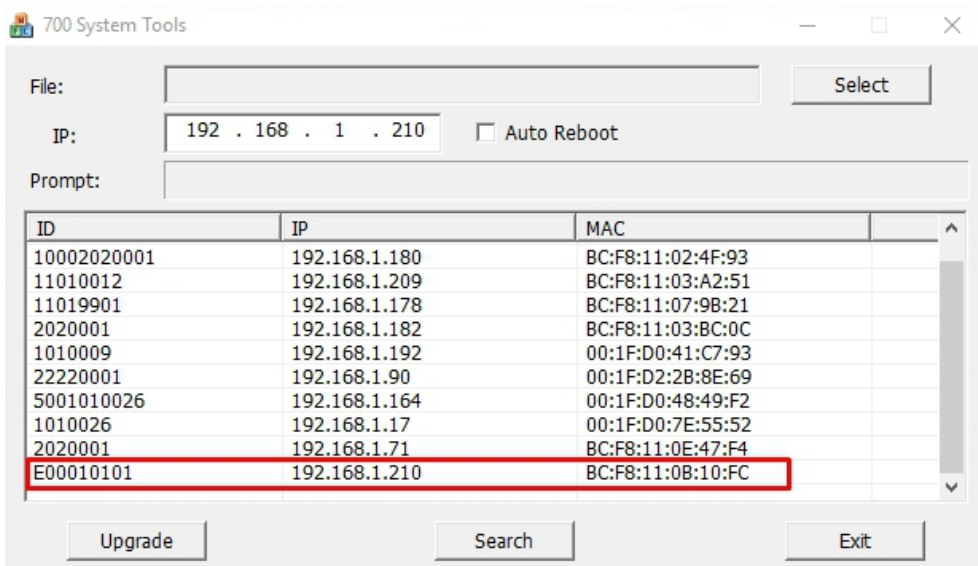 700 System Tools
File: Select
IP: 192 . 168 . 1 . 210 Auto Reboot
Prompt:
ID IP MAC
10002020001 192.168.1.180 BC:F8:11:02:4F:93
11010012 192.168.1.209 BC:F8:11:03:A2:51
11019901 192.168.1.178 BC:F8:11:07:9B:21
2020001 192.168.1.182 BC:F8:11:03:BC:0C
1010009 192.168.1.192 00:1F:D0:41:C7:93
22220001 192.168.1.90 00:1F:D2:2B:8E:69
5001010026 192.168.1.164 00:1F:D0:48:49:F2
1010026 192.168.1.17 00:1F:D0:7E:55:52
2020001 192.168.1.71 BC:F8:11:0E:47:F4
E00010101 192.168.1.210 BC:F8:11:0B:10:FC
Upgrade Search Exit